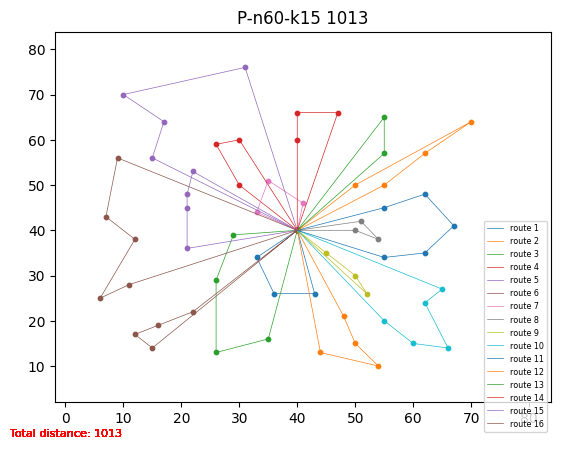 P-n60-k15 1013
80
70
60
50
40
30
20
10
0 10 20 30 40 50 60 70 80
route 1
route 2
route 3
route 4
route 5
route 6
route 7
route 8
route 9
route 10
route 11
route 12
route 13
route 14
route 15
route 16
Total distance: 1013